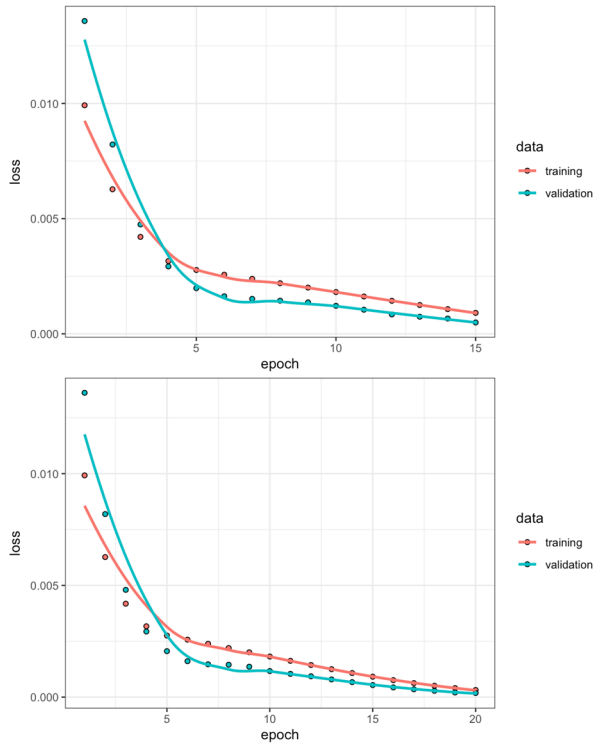 0.010
0.005
0.000
loss
5
10
15
epoch
data
training
validation
0.010
0.005
0.000
loss
5
10
15
20
epoch
data
training
validation